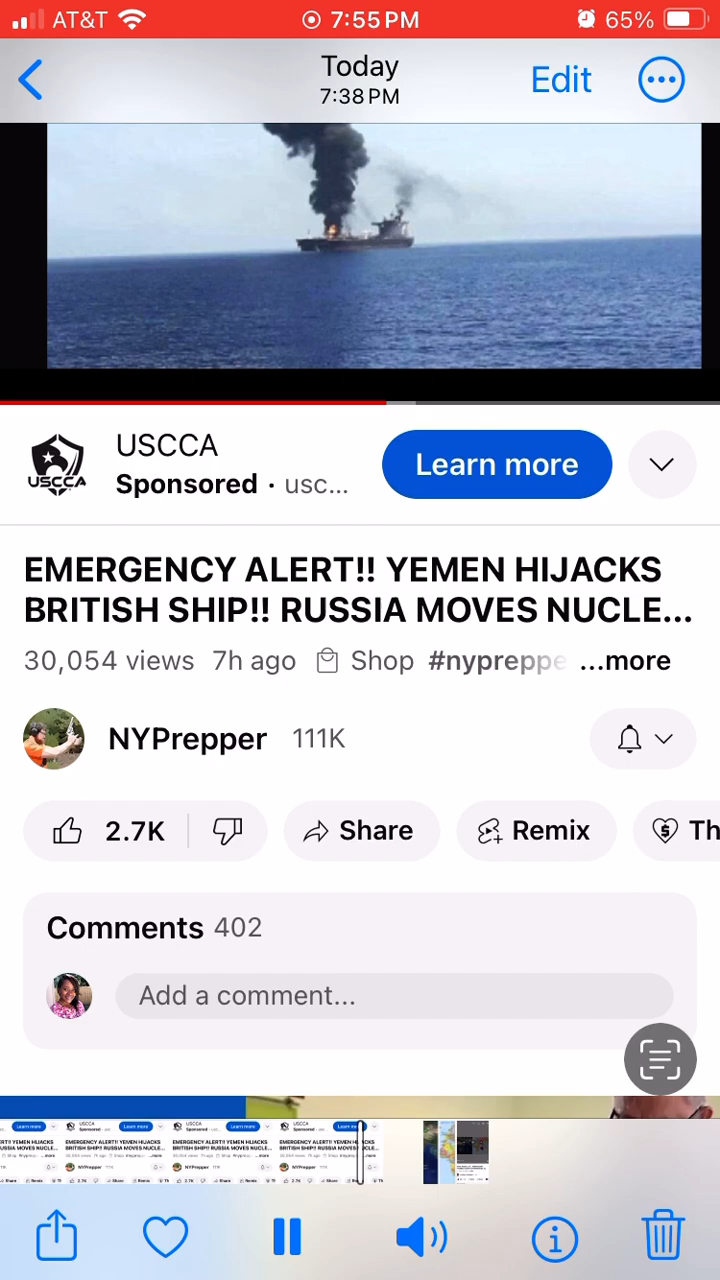 AT&T 7:55 PM 65%
Today
7:38 PM
Edit
USCCA
USCCA
Sponsored · usc...
Learn more
EMERGENCY ALERT!! YEMEN HIJACKS
BRITISH SHIP!! RUSSIA MOVES NUCLE...
30,054 views 7h ago Shop #nypreppe ...more
NYPrepper 111K
2.7K Share Remix Th
Comments 402
Add a comment...